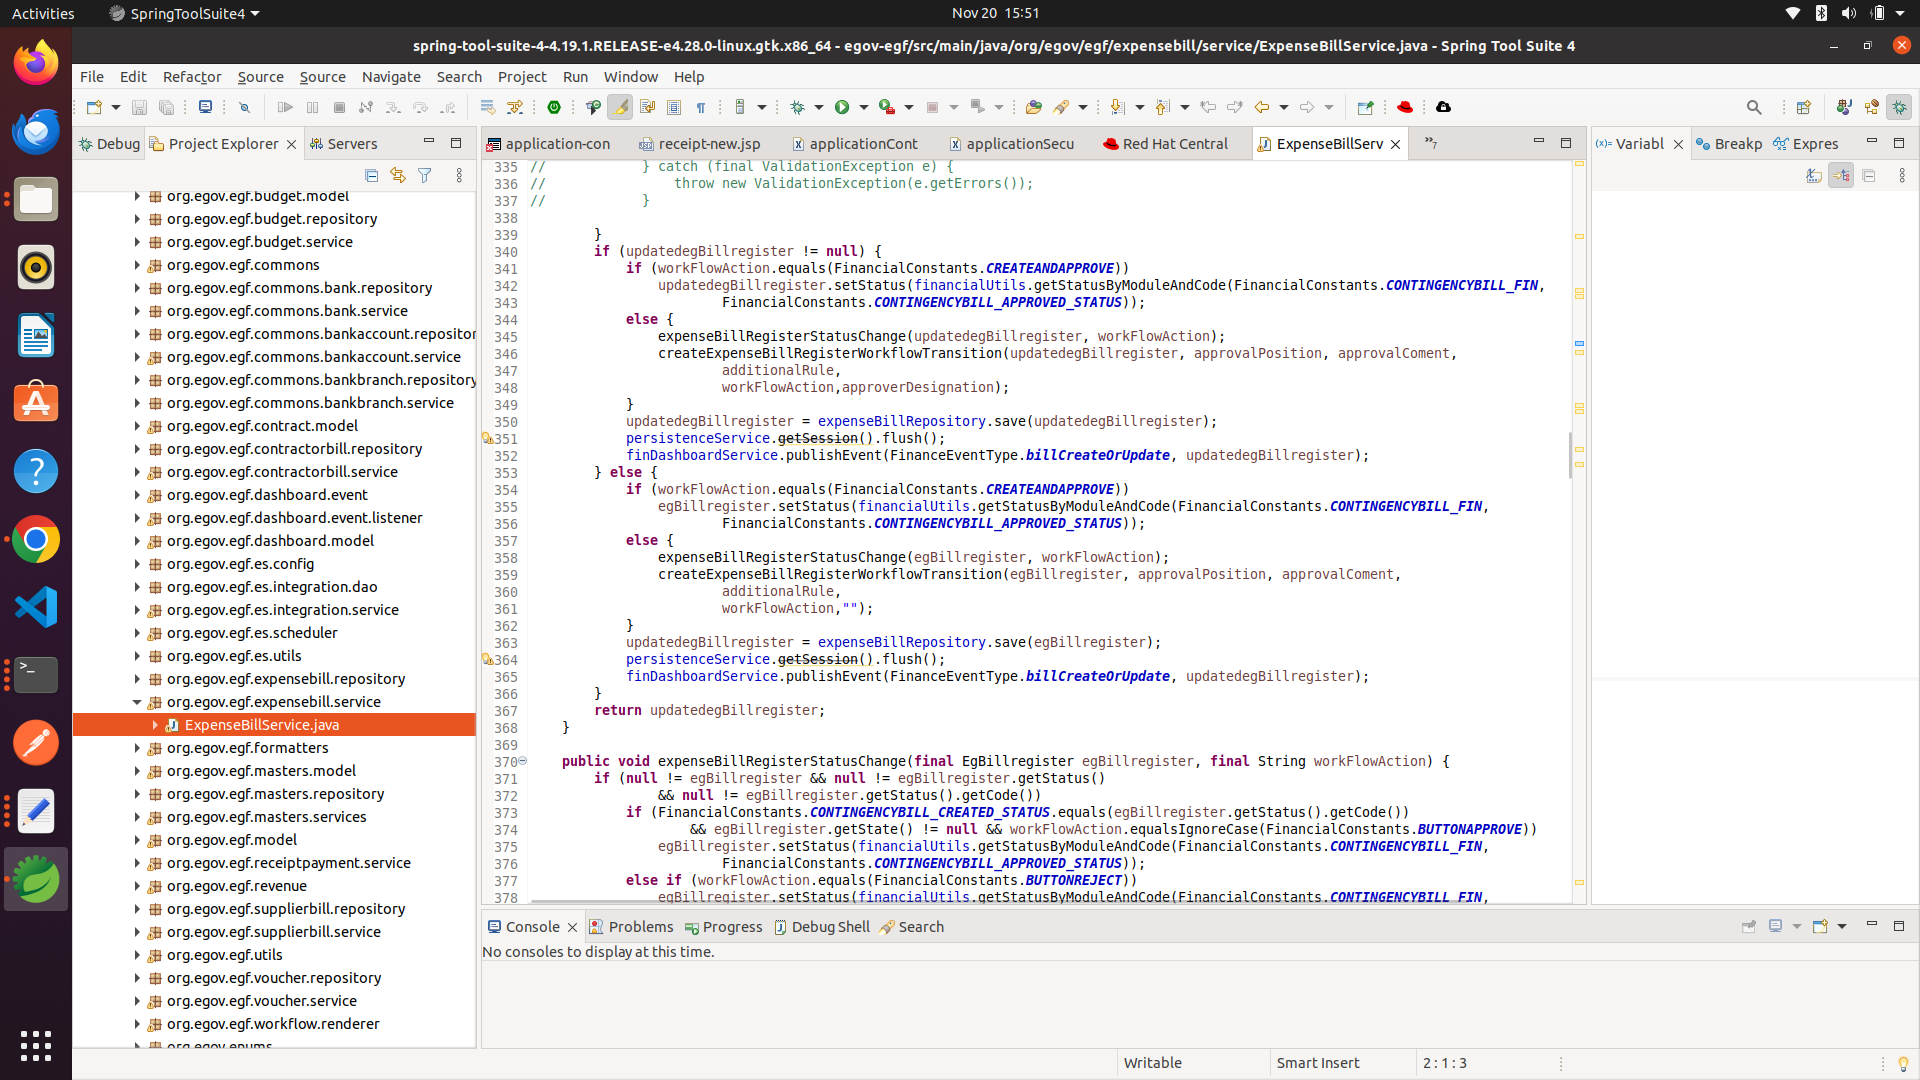 Activities
SpringToolSuite4
Nov 20 15:51
spring-tool-suite-4-4.19.1.RELEASE-e4.28.0-linux.gtk.x86_64 - egov-egf/src/main/java/org/egov/egf/expensebill/service/ExpenseBillService.java - Spring Tool Suite 4
File Edit Refactor Source Source Navigate Search Project Run Window Help
Debug
Project Explorer
Servers
org.egov.egf.budget.model
org.egov.egf.budget.repository
org.egov.egf.budget.service
org.egov.egf.commons
org.egov.egf.commons.bank.repository
org.egov.egf.commons.bank.service
org.egov.egf.commons.bankaccount.repositor
org.egov.egf.commons.bankaccount.service
org.egov.egf.commons.bankbranch.repository
org.egov.egf.commons.bankbranch.service
org.egov.egf.contract.model
org.egov.egf.contractorbill.repository
org.egov.egf.contractorbill.service
org.egov.egf.dashboard.event
org.egov.egf.dashboard.event.listener
org.egov.egf.dashboard.model
org.egov.egf.es.config
org.egov.egf.es.integration.dao
org.egov.egf.es.integration.service
org.egov.egf.es.scheduler
org.egov.egf.es.utils
org.egov.egf.expensebill.repository
org.egov.egf.expensebill.service
ExpenseBillService.java
org.egov.egf.formatters
org.egov.egf.masters.model
org.egov.egf.masters.repository
org.egov.egf.masters.services
org.egov.egf.model
org.egov.egf.receiptpayment.service
org.egov.egf.revenue
org.egov.egf.supplierbill.repository
org.egov.egf.supplierbill.service
org.egov.egf.utils
org.egov.egf.voucher.repository
org.egov.egf.voucher.service
org.egov.egf.workflow.renderer
org.egov.enums
application-con
receipt-new.jsp
applicationCont
applicationSecu
Red Hat Central
ExpenseBillServ
»7
335 // } catch (final ValidationException e) {
336 // throw new ValidationException(e.getErrors());
337 // }
338
339 }
340 if (updatedegBillregister != null) {
341 if (workFlowAction.equals(FinancialConstants.CREATEANDAPPROVE))
342 updatedegBillregister.setStatus(financialUtils.getStatusByModuleAndCode(FinancialConstants.CONTINGENCYBILL_FIN,
343 FinancialConstants.CONTINGENCYBILL_APPROVED_STATUS));
344 else {
345 expenseBillRegisterStatusChange(updatedegBillregister, workFlowAction);
346 createExpenseBillRegisterWorkflowTransition(updatedegBillregister, approvalPosition, approvalComent,
347 additionalRule,
348 workFlowAction,approverDesignation);
349 }
350 updatedegBillregister = expenseBillRepository.save(updatedegBillregister);
351 persistenceService.getSession().flush();
352 finDashboardService.publishEvent(FinanceEventType.billCreateOrUpdate, updatedegBillregister);
353 } else {
354 if (workFlowAction.equals(FinancialConstants.CREATEANDAPPROVE))
355 egBillregister.setStatus(financialUtils.getStatusByModuleAndCode(FinancialConstants.CONTINGENCYBILL_FIN,
356 FinancialConstants.CONTINGENCYBILL_APPROVED_STATUS));
357 else {
358 expenseBillRegisterStatusChange(egBillregister, workFlowAction);
359 createExpenseBillRegisterWorkflowTransition(egBillregister, approvalPosition, approvalComent,
360 additionalRule,
361 workFlowAction,"");
362 }
363 updatedegBillregister = expenseBillRepository.save(egBillregister);
364 persistenceService.getSession().flush();
365 finDashboardService.publishEvent(FinanceEventType.billCreateOrUpdate, updatedegBillregister);
366 }
367 return updatedegBillregister;
368 }
369
370 public void expenseBillRegisterStatusChange(final EgBillregister egBillregister, final String workFlowAction) {
371 if (null != egBillregister && null != egBillregister.getStatus()
372 && null != egBillregister.getStatus().getCode())
373 if (FinancialConstants.CONTINGENCYBILL_CREATED_STATUS.equals(egBillregister.getStatus().getCode())
374 && egBillregister.getState() != null && workFlowAction.equalsIgnoreCase(FinancialConstants.BUTTONAPPROVE))
375 egBillregister.setStatus(financialUtils.getStatusByModuleAndCode(FinancialConstants.CONTINGENCYBILL_FIN,
376 FinancialConstants.CONTINGENCYBILL_APPROVED_STATUS));
377 else if (workFlowAction.equals(FinancialConstants.BUTTONREJECT))
378 egBillregister.setStatus(financialUtils.getStatusByModuleAndCode(FinancialConstants.CONTINGENCYBILL_FIN,
Variabl
Breakp
Expres
Console
Problems
Progress
Debug Shell
Search
No consoles to display at this time.
Writable
Smart Insert
2 : 1 : 3